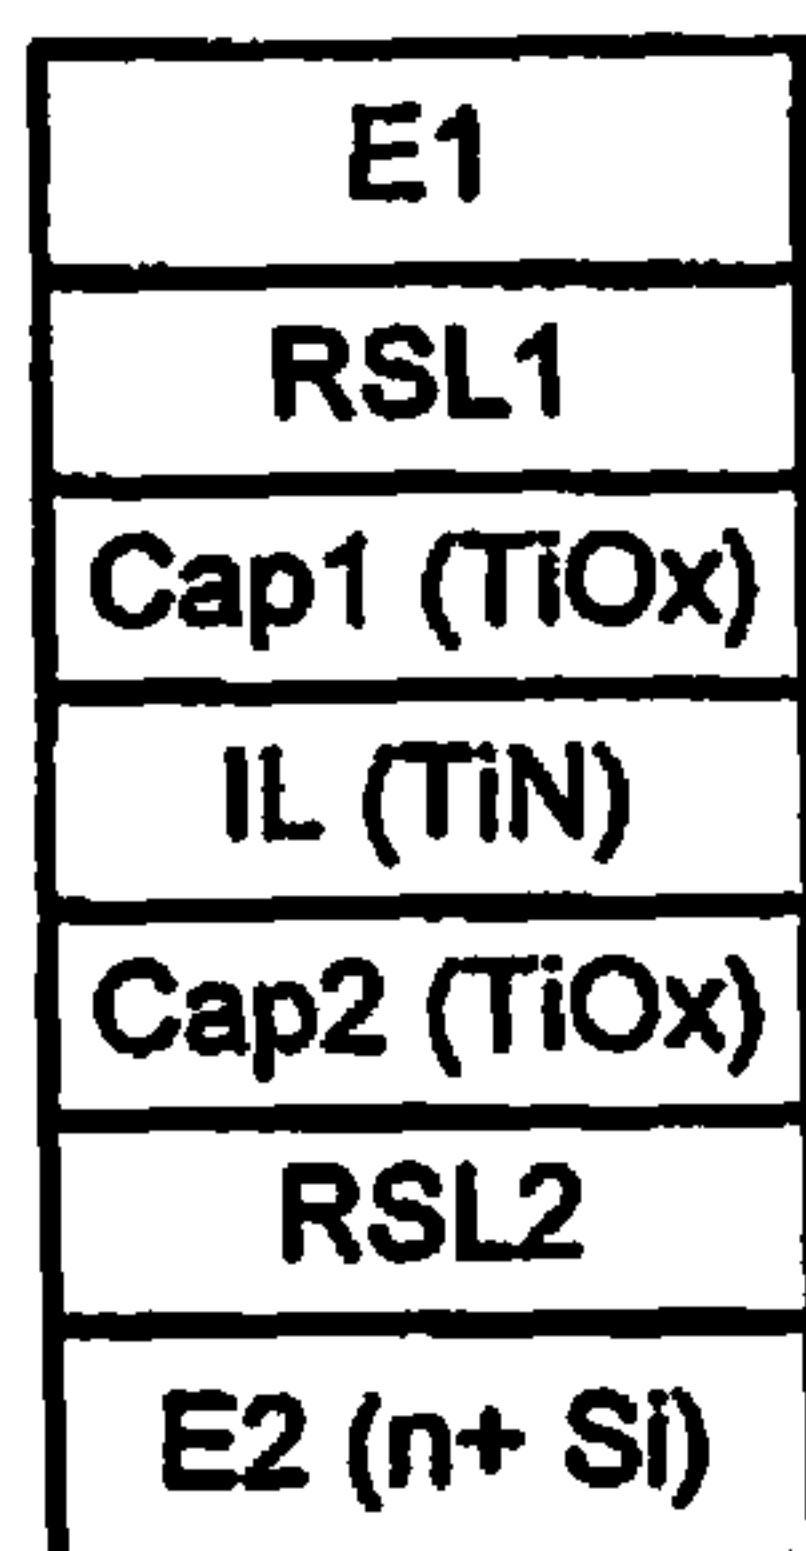 E1
RSL1
Cap1 (TiOx)
IL (TiN)
Cap2 (TiOx)
RSL2
E2 (n+ Si)